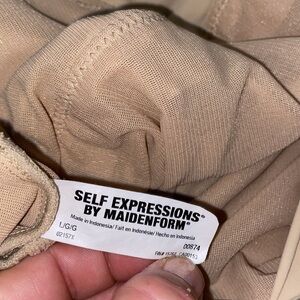 SELF EXPRESSIONS®
BY MAIDENFORM®
Made in Indonesia/ Fait en Indonésie/ Hecho en Indonesia
L/G/G 00874